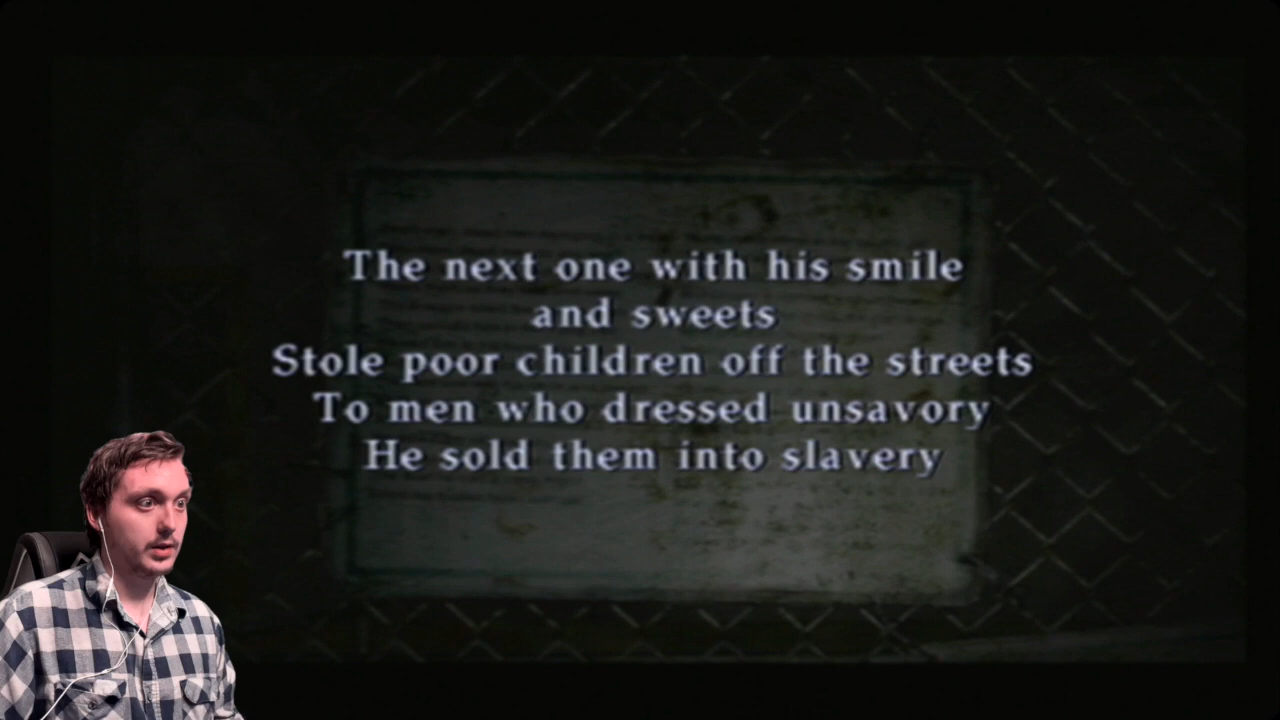 The next one with his smile
and sweets
Stole poor children off the streets
To men who dressed unsavory
He sold them into slavery